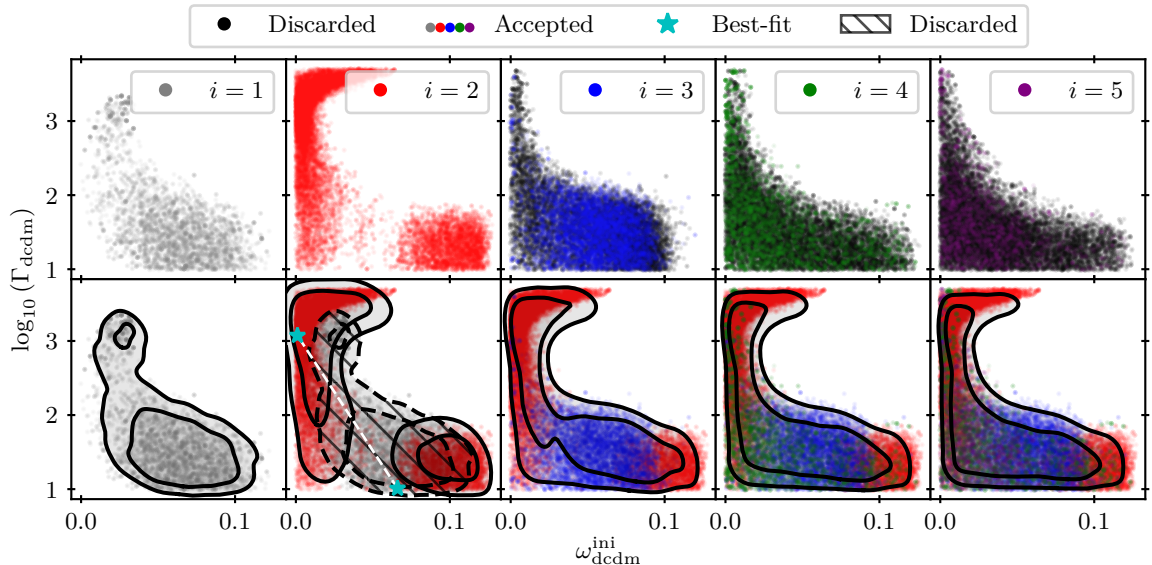 Discarded Accepted Best-fit Discarded
i = 1 i = 2 i = 3 i = 4 i = 5
3
2
1
log₁₀ (Γdcdm)
3
2
1
0.0 0.1 0.0 0.1 0.0 0.1 0.0 0.1 0.0 0.1
ω^ini_dcdm